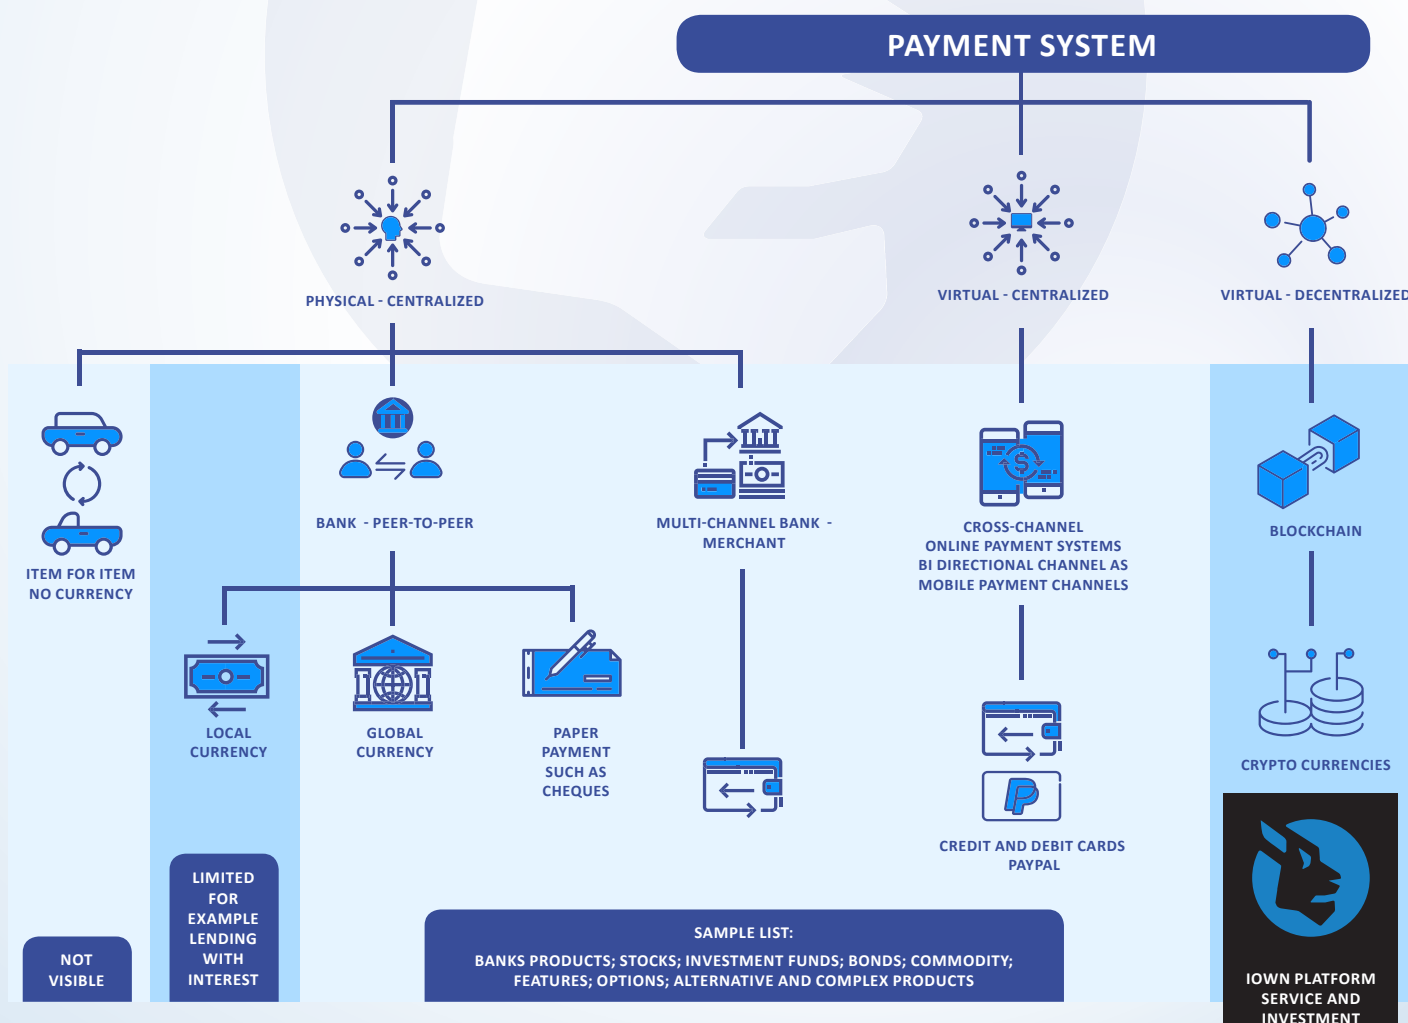 PAYMENT SYSTEM
PHYSICAL - CENTRALIZED
VIRTUAL - CENTRALIZED
VIRTUAL - DECENTRALIZED
ITEM FOR ITEM
NO CURRENCY
BANK - PEER-TO-PEER
MULTI-CHANNEL BANK -
MERCHANT
CROSS-CHANNEL
ONLINE PAYMENT SYSTEMS
BI DIRECTIONAL CHANNEL AS
MOBILE PAYMENT CHANNELS
BLOCKCHAIN
LOCAL
CURRENCY
GLOBAL
CURRENCY
PAPER
PAYMENT
SUCH AS
CHEQUES
CREDIT AND DEBIT CARDS
PAYPAL
CRYPTO CURRENCIES
NOT
VISIBLE
LIMITED
FOR
EXAMPLE
LENDING
WITH
INTEREST
SAMPLE LIST:
BANKS PRODUCTS; STOCKS; INVESTMENT FUNDS; BONDS; COMMODITY;
FEATURES; OPTIONS; ALTERNATIVE AND COMPLEX PRODUCTS
IOWN PLATFORM
SERVICE AND
INVESTMENT